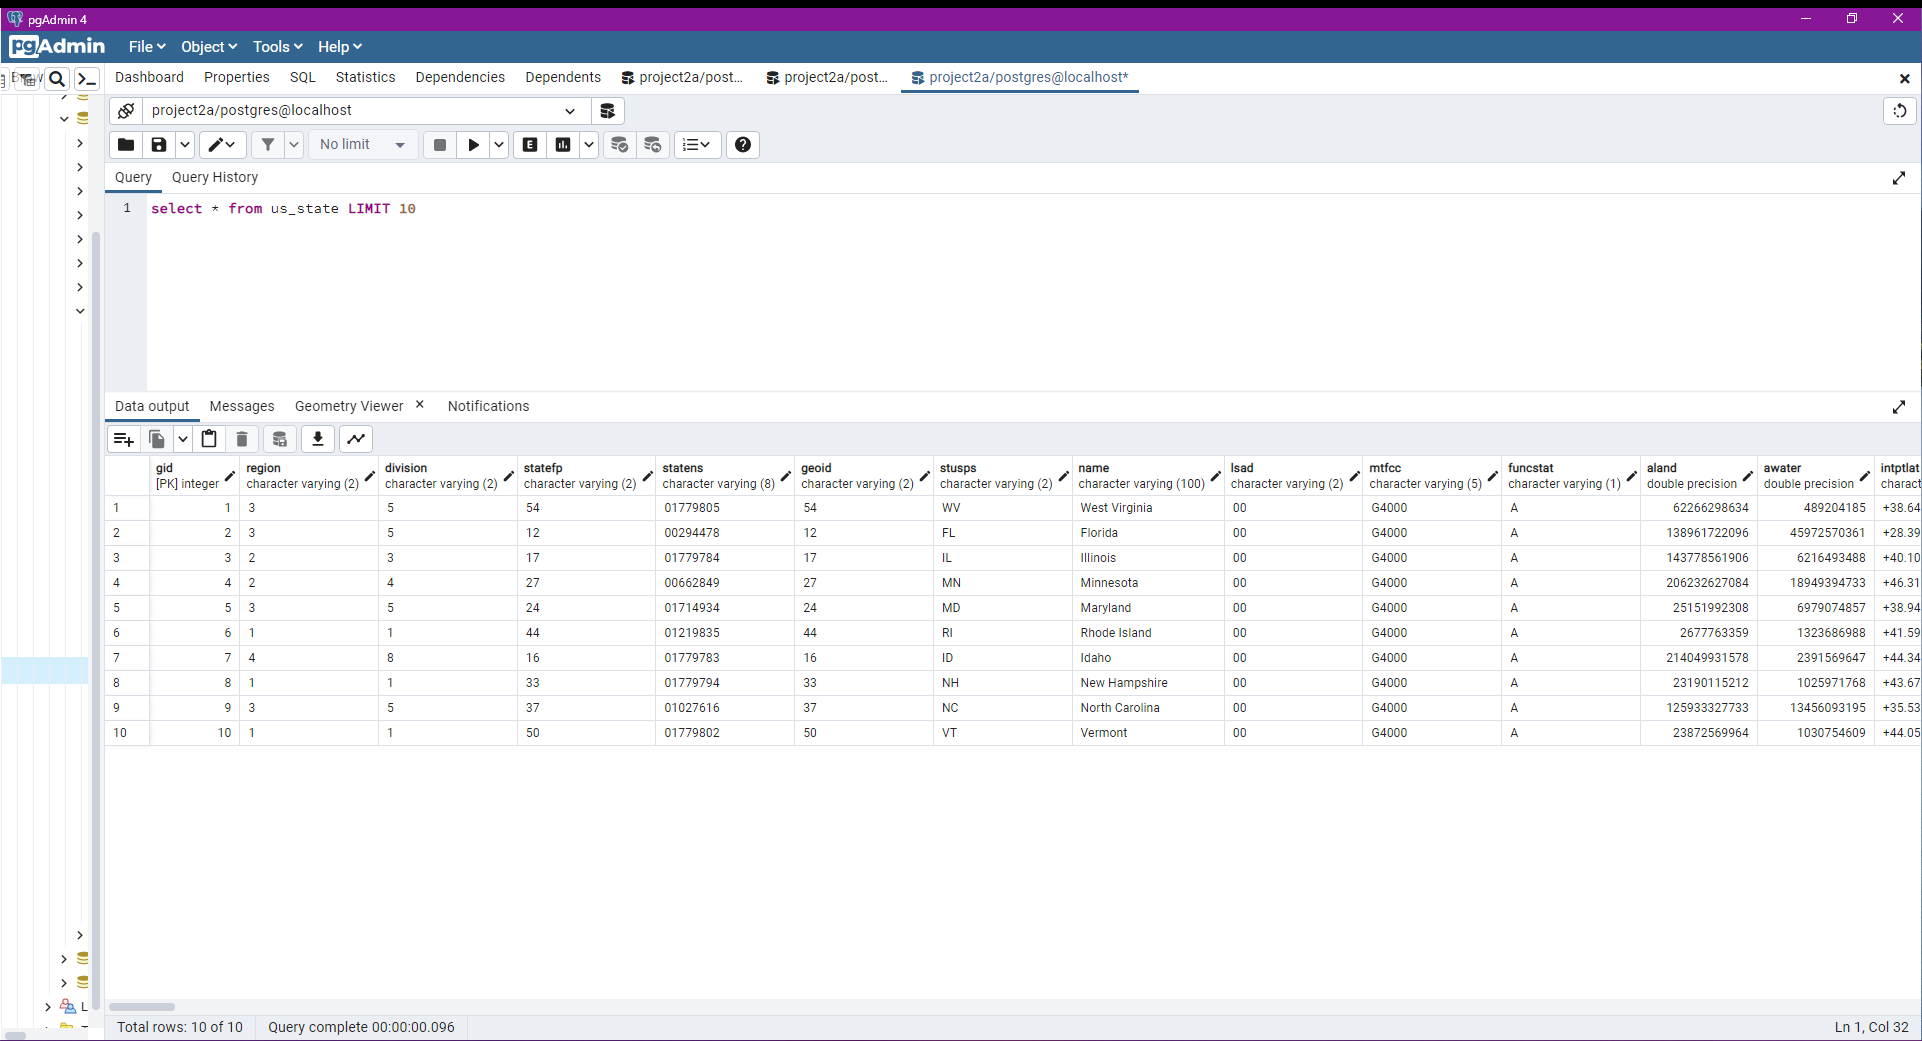 pgAdmin 4
pgAdmin File Object Tools Help
Dashboard Properties SQL Statistics Dependencies Dependents project2a/post... project2a/post... project2a/postgres@localhost*
project2a/postgres@localhost
No limit
Query Query History
1 select * from us_state LIMIT 10
Data output Messages Geometry Viewer Notifications
gid region division statefp statens geoid stusps name lsad mtfcc funcstat aland awater intptlat
[PK] integer character varying (2) character varying (2) character varying (2) character varying (8) character varying (2) character varying (2) character varying (100) character varying (2) character varying (5) character varying (1) double precision double precision charact
1 1 3 5 54 01779805 54 WV West Virginia 00 G4000 A 62266298634 489204185 +38.64
2 2 3 5 12 00294478 12 FL Florida 00 G4000 A 138961722096 45972570361 +28.39
3 3 2 3 17 01779784 17 IL Illinois 00 G4000 A 143778561906 6216493488 +40.10
4 4 2 4 27 00662849 27 MN Minnesota 00 G4000 A 206232627084 18949394733 +46.31
5 5 3 5 24 01714934 24 MD Maryland 00 G4000 A 25151992308 6979074857 +38.94
6 6 1 1 44 01219835 44 RI Rhode Island 00 G4000 A 2677763359 1323686988 +41.59
7 7 4 8 16 01779783 16 ID Idaho 00 G4000 A 214049931578 2391569647 +44.34
8 8 1 1 33 01779794 33 NH New Hampshire 00 G4000 A 23190115212 1025971768 +43.67
9 9 3 5 37 01027616 37 NC North Carolina 00 G4000 A 125933327733 13456093195 +35.53
10 10 1 1 50 01779802 50 VT Vermont 00 G4000 A 23872569964 1030754609 +44.05
L
Total rows: 10 of 10 Query complete 00:00:00.096 Ln 1, Col 32